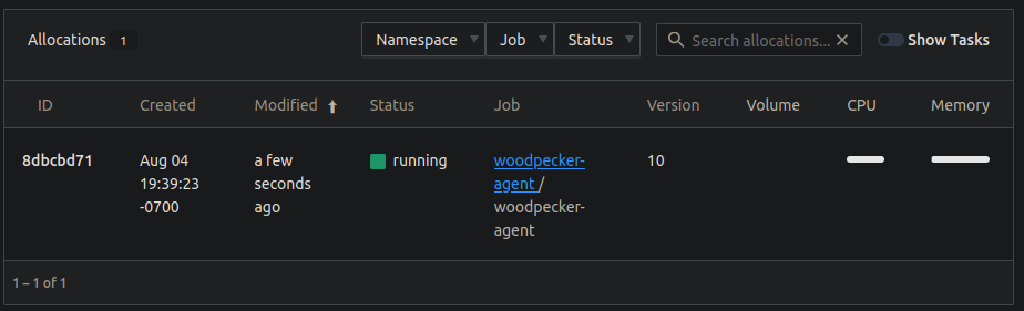 Allocations 1 Namespace Job Status Search allocations... Show Tasks
ID Created Modified Status Job Version Volume CPU Memory
8dbcbd71 Aug 04 a few running woodpecker- 10
19:39:23 seconds agent /
-0700 ago woodpecker-
agent
1 – 1 of 1